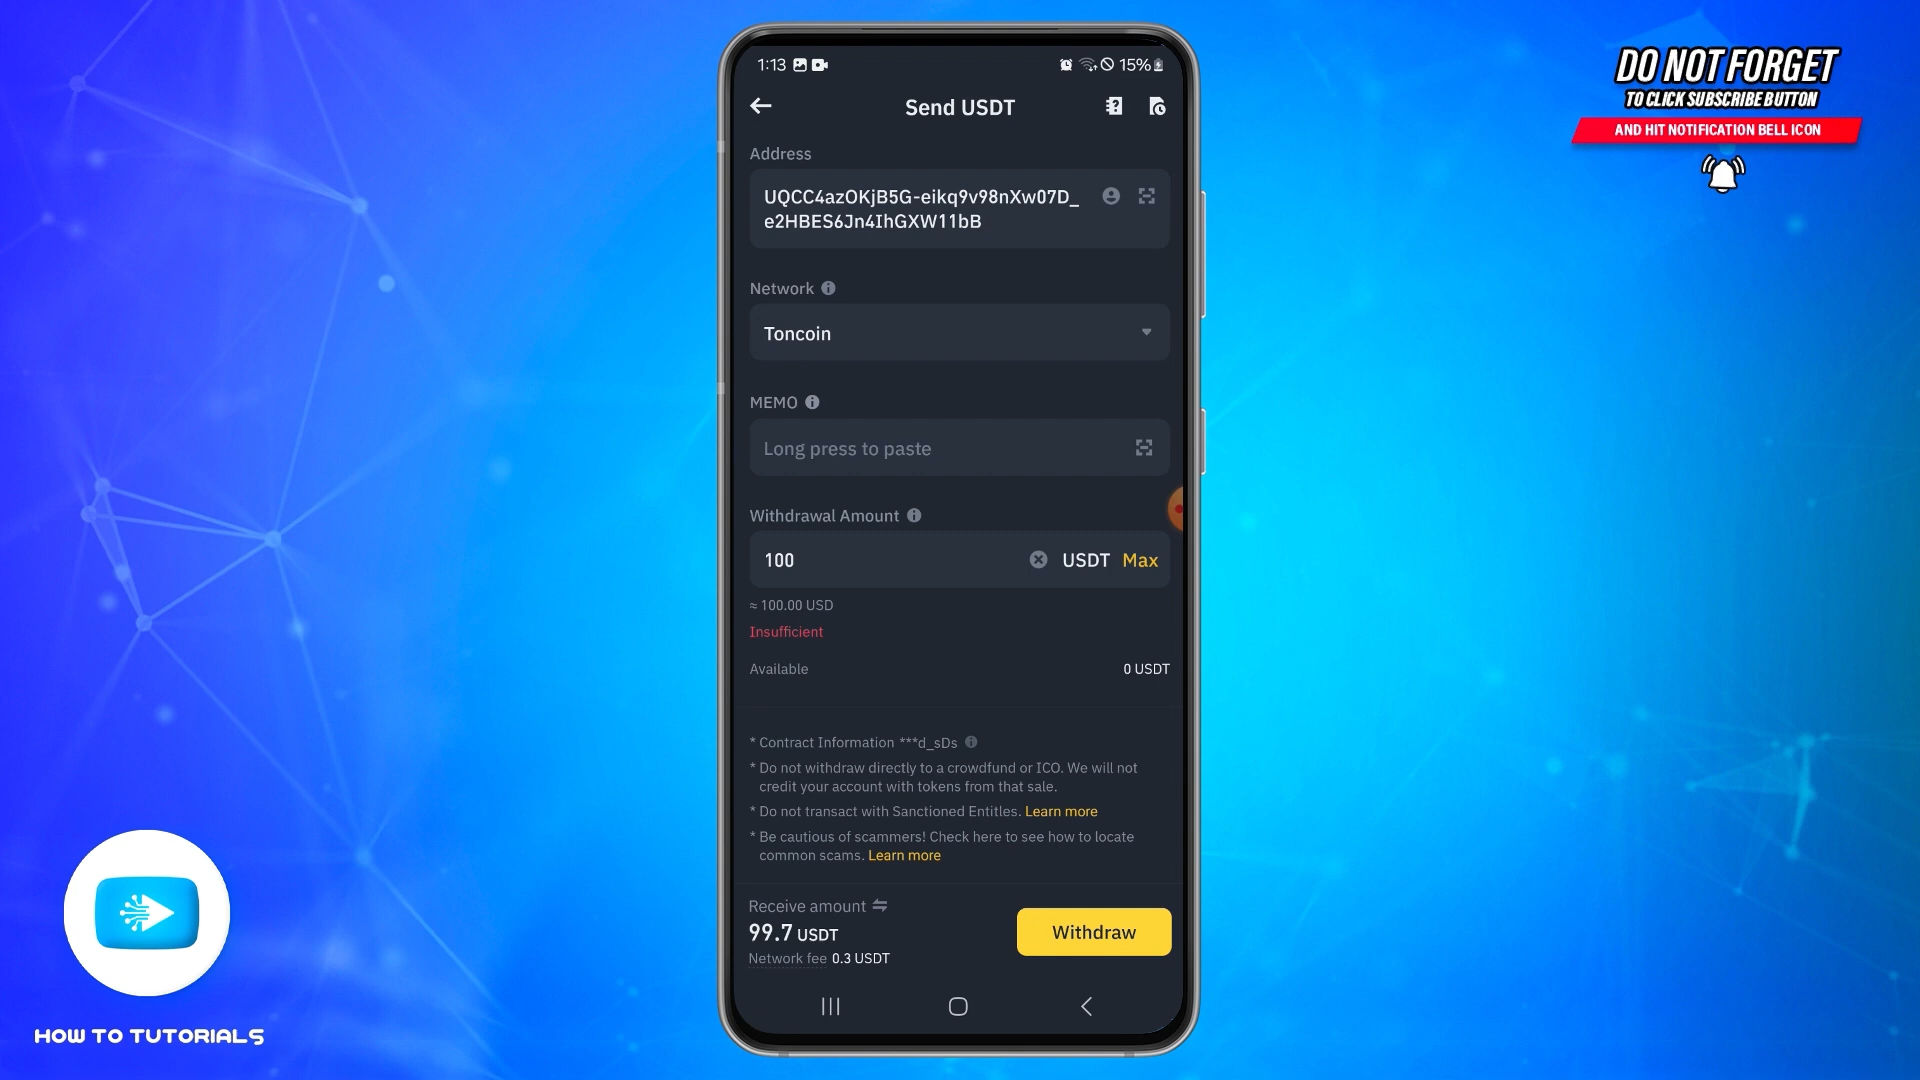 1:13
15%
Send USDT
Address
UQCC4azOKjB5G-eikq9v98nXw07D_
e2HBES6Jn4IhGXW11bB
Network
Toncoin
MEMO
Long press to paste
Withdrawal Amount
100 USDT Max
≈ 100.00 USD
Insufficient
Available 0 USDT
* Contract Information ***d_sDs
* Do not withdraw directly to a crowdfund or ICO. We will not
credit your account with tokens from that sale.
* Do not transact with Sanctioned Entitles. Learn more
* Be cautious of scammers! Check here to see how to locate
common scams. Learn more
Receive amount
99.7 USDT
Network fee 0.3 USDT
Withdraw
DO NOT FORGET
TO CLICK SUBSCRIBE BUTTON
AND HIT NOTIFICATION BELL ICON
HOW TO TUTORIALS